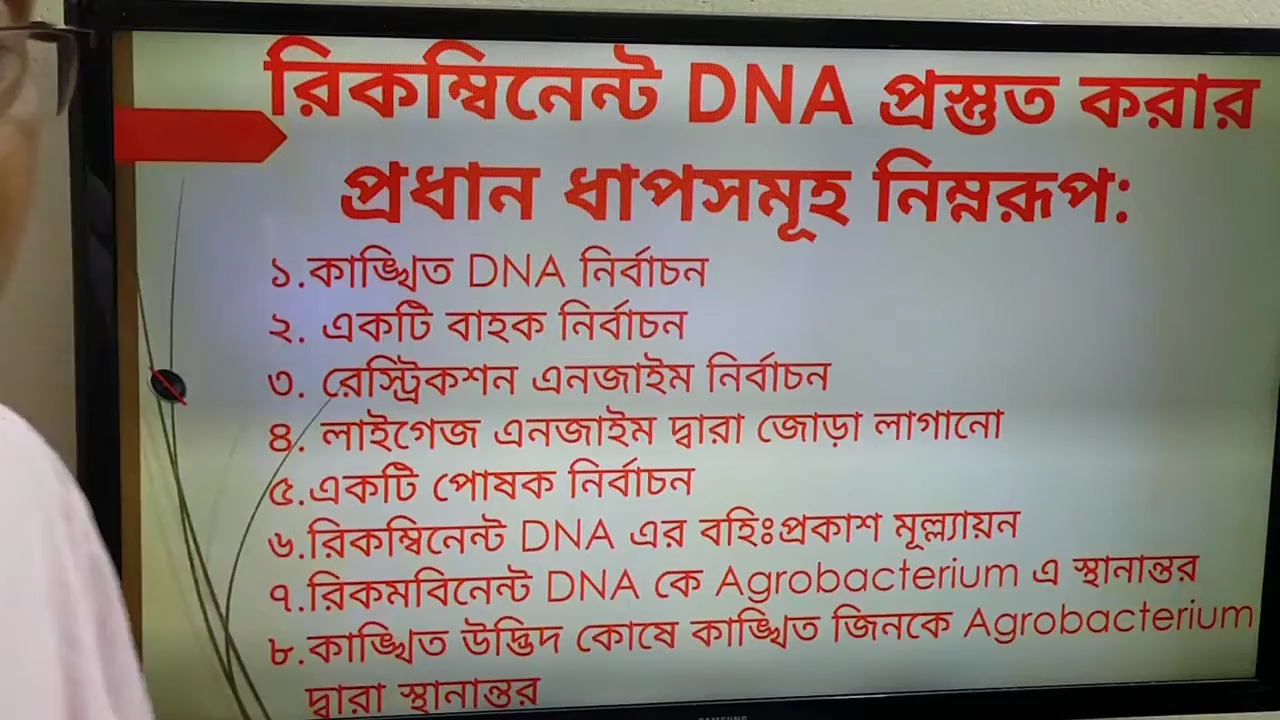 রিকম্বিনেন্ট DNA প্রস্তুত করার
প্রধান ধাপসমূহ নিম্নরূপ:
১.কাঙ্খিত DNA নির্বাচন
২. একটি বাহক নির্বাচন
৩. রেস্ট্রিকশন এনজাইম নির্বাচন
৪. লাইগেজ এনজাইম দ্বারা জোড়া লাগানো
৫.একটি পোষক নির্বাচন
৬.রিকম্বিনেন্ট DNA এর বহিঃপ্রকাশ মূল্ল্যায়ন
৭.রিকমবিনেন্ট DNA কে Agrobacterium এ স্থানান্তর
৮.কাঙ্খিত উদ্ভিদ কোষে কাঙ্খিত জিনকে Agrobacterium
দ্বারা স্থানান্তর
SAMSUNG